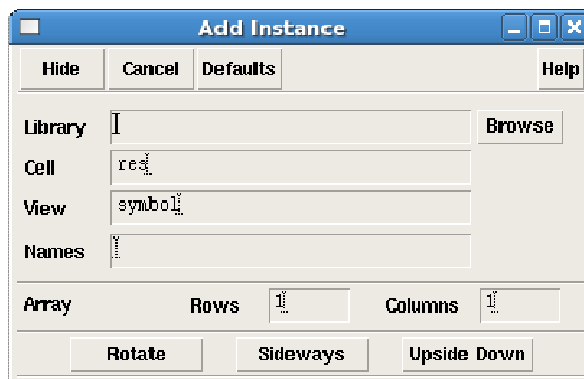 Add Instance
Hide Cancel Defaults Help
Library Browse
Cell res
View symbol
Names
Array Rows 1 Columns 1
Rotate Sideways Upside Down